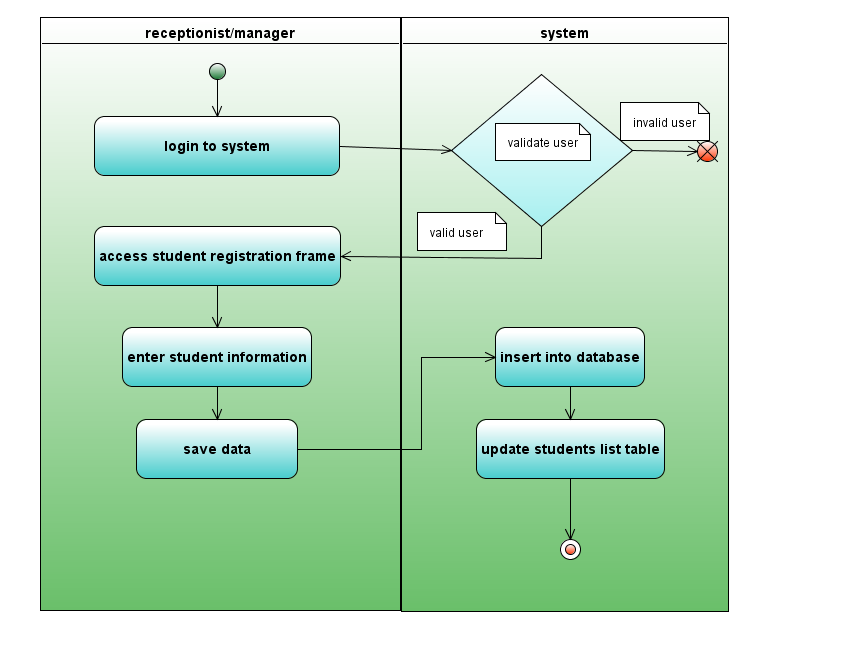 receptionist/manager
system
invalid user
validate user
login to system
valid user
access student registration frame
enter student information
insert into database
save data
update students list table